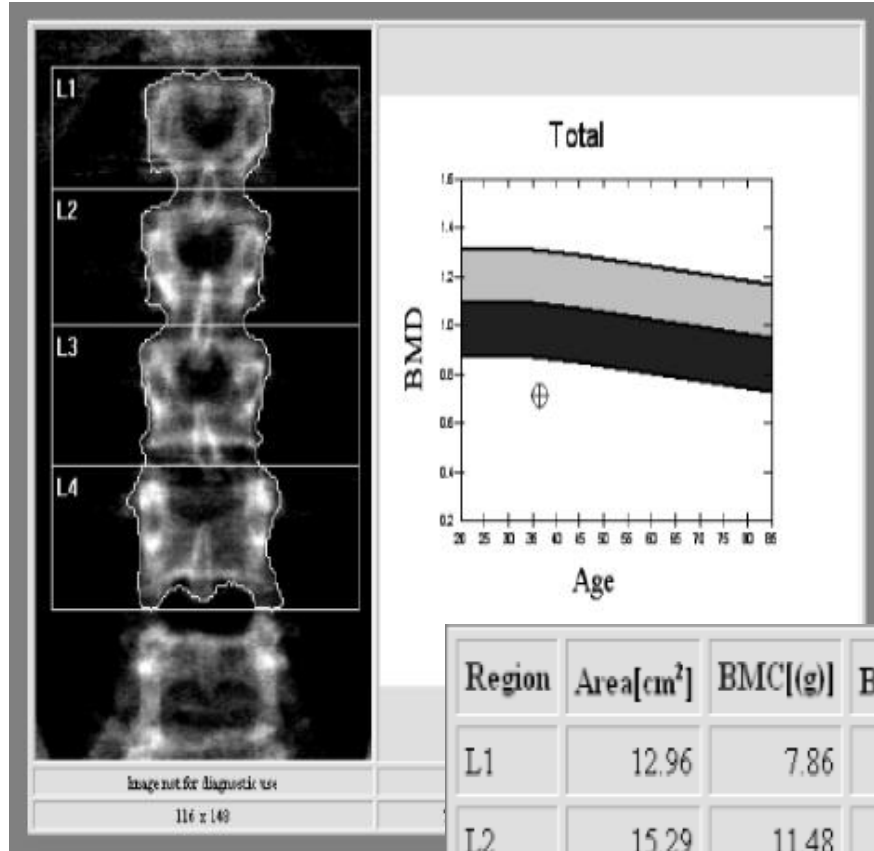 L1
L2
L3
L4
Total
BMD
1.6
1.4
1.2
1.0
0.8
0.6
0.4
0.2
20 25 30 35 40 45 50 55 60 65 70 75 80 85
Age
Image not for diagnostic use
116 x 148
Region Area[cm²] BMC[(g)] B
L1 12.96 7.86
L2 15.29 11.48